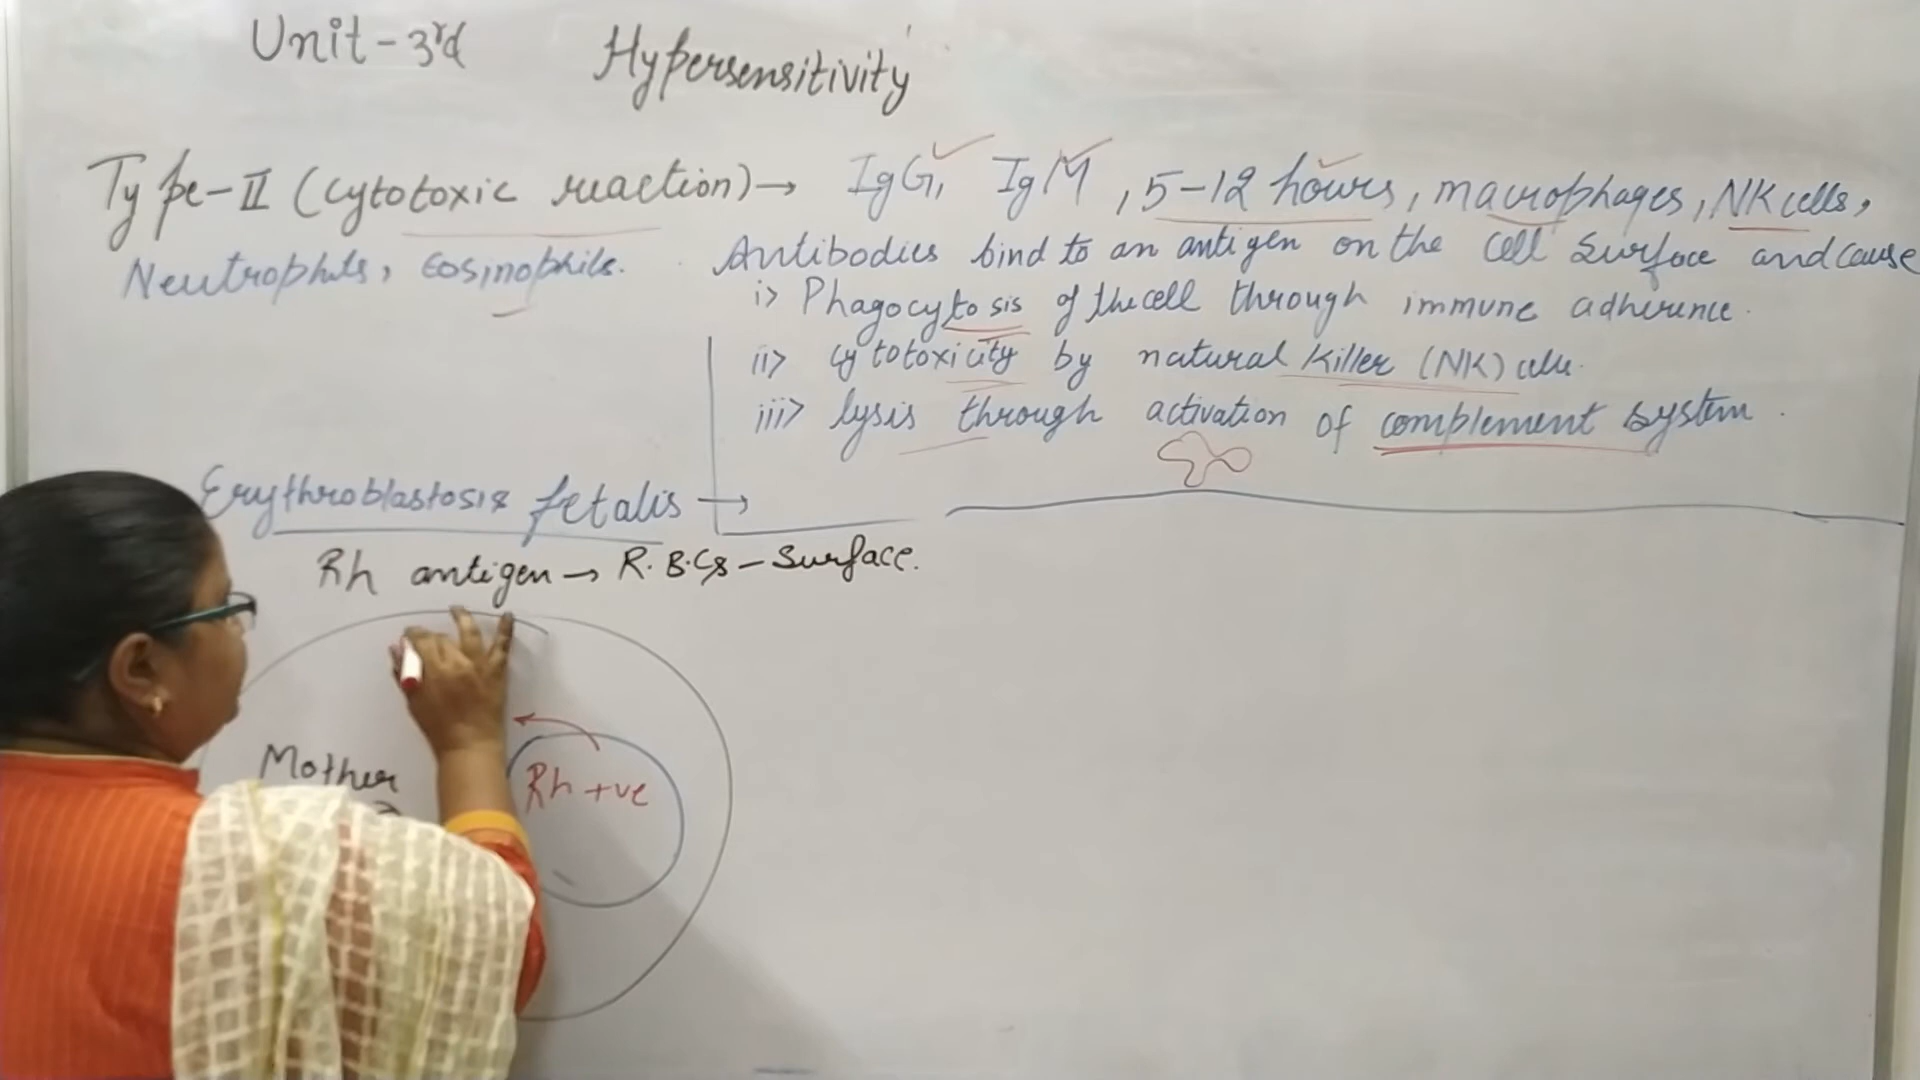 Unit-3rd
Hypersensitivity
Type-II (Cytotoxic reaction)→ IgG, IgM, 5-12 hours, macrophages, NK cells,
Neutrophils, Eosinophils.
Antibodies bind to an antigen on the cell surface and cause
i> Phagocytosis of the cell through immune adherence.
ii> cytotoxicity by natural killer (NK) cells.
iii> lysis through activation of complement system.
Erythroblastosis fetalis →
Rh antigen → R.B.Cs - Surface.
Mother
Rh +ve